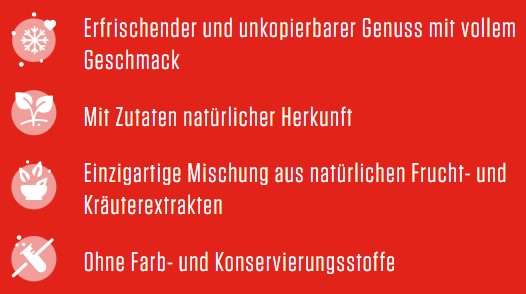 Erfrischender und unkopierbarer Genuss mit vollem
Geschmack
Mit Zutaten natürlicher Herkunft
Einzigartige Mischung aus natürlichen Frucht- und
Kräuterextrakten
Ohne Farb- und Konservierungsstoffe